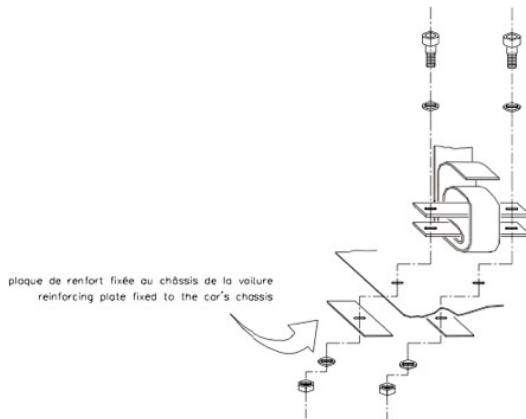 plaque de renfort fixée au châssis de la voiture
reinforcing plate fixed to the car's chassis